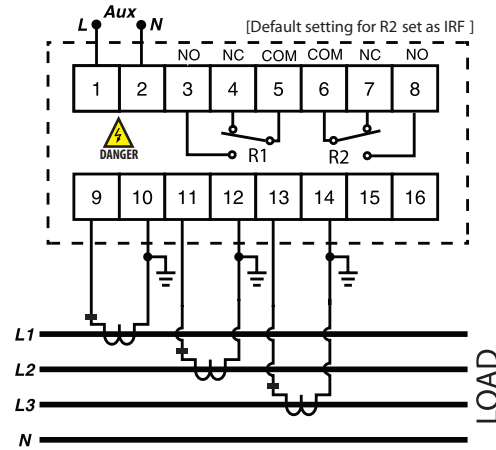 Aux
L N
[Default setting for R2 set as IRF ]
NO NC COM COM NC NO
1 2 3 4 5 6 7 8
DANGER
R1 R2
9 10 11 12 13 14 15 16
L1
L2
L3
N
LOAD